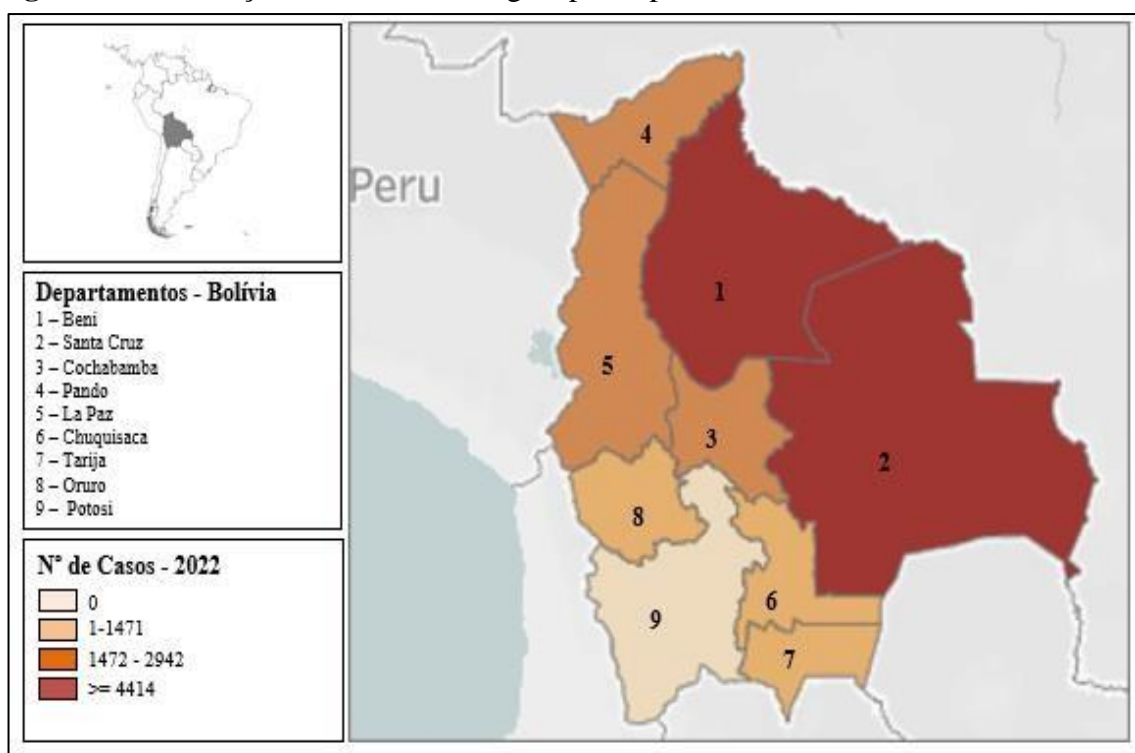 Departamentos - Bolívia
1 – Beni
2 – Santa Cruz
3 – Cochabamba
4 – Pando
5 – La Paz
6 – Chuquisaca
7 – Tarija
8 – Oruro
9 – Potosi
N° de Casos - 2022
0
1-1471
1472 - 2942
>= 4414
Peru
4
1
5
3
2
8
6
9
7